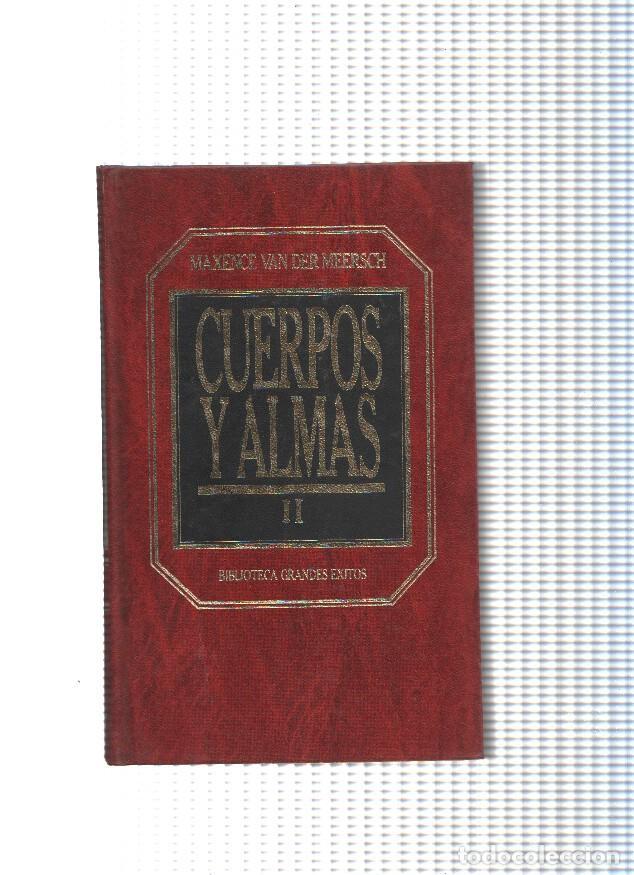 MAXENCE VAN DER MEERSCH
CUERPOS
Y ALMAS
II
BIBLIOTECA GRANDES EXITOS
todocoleccion